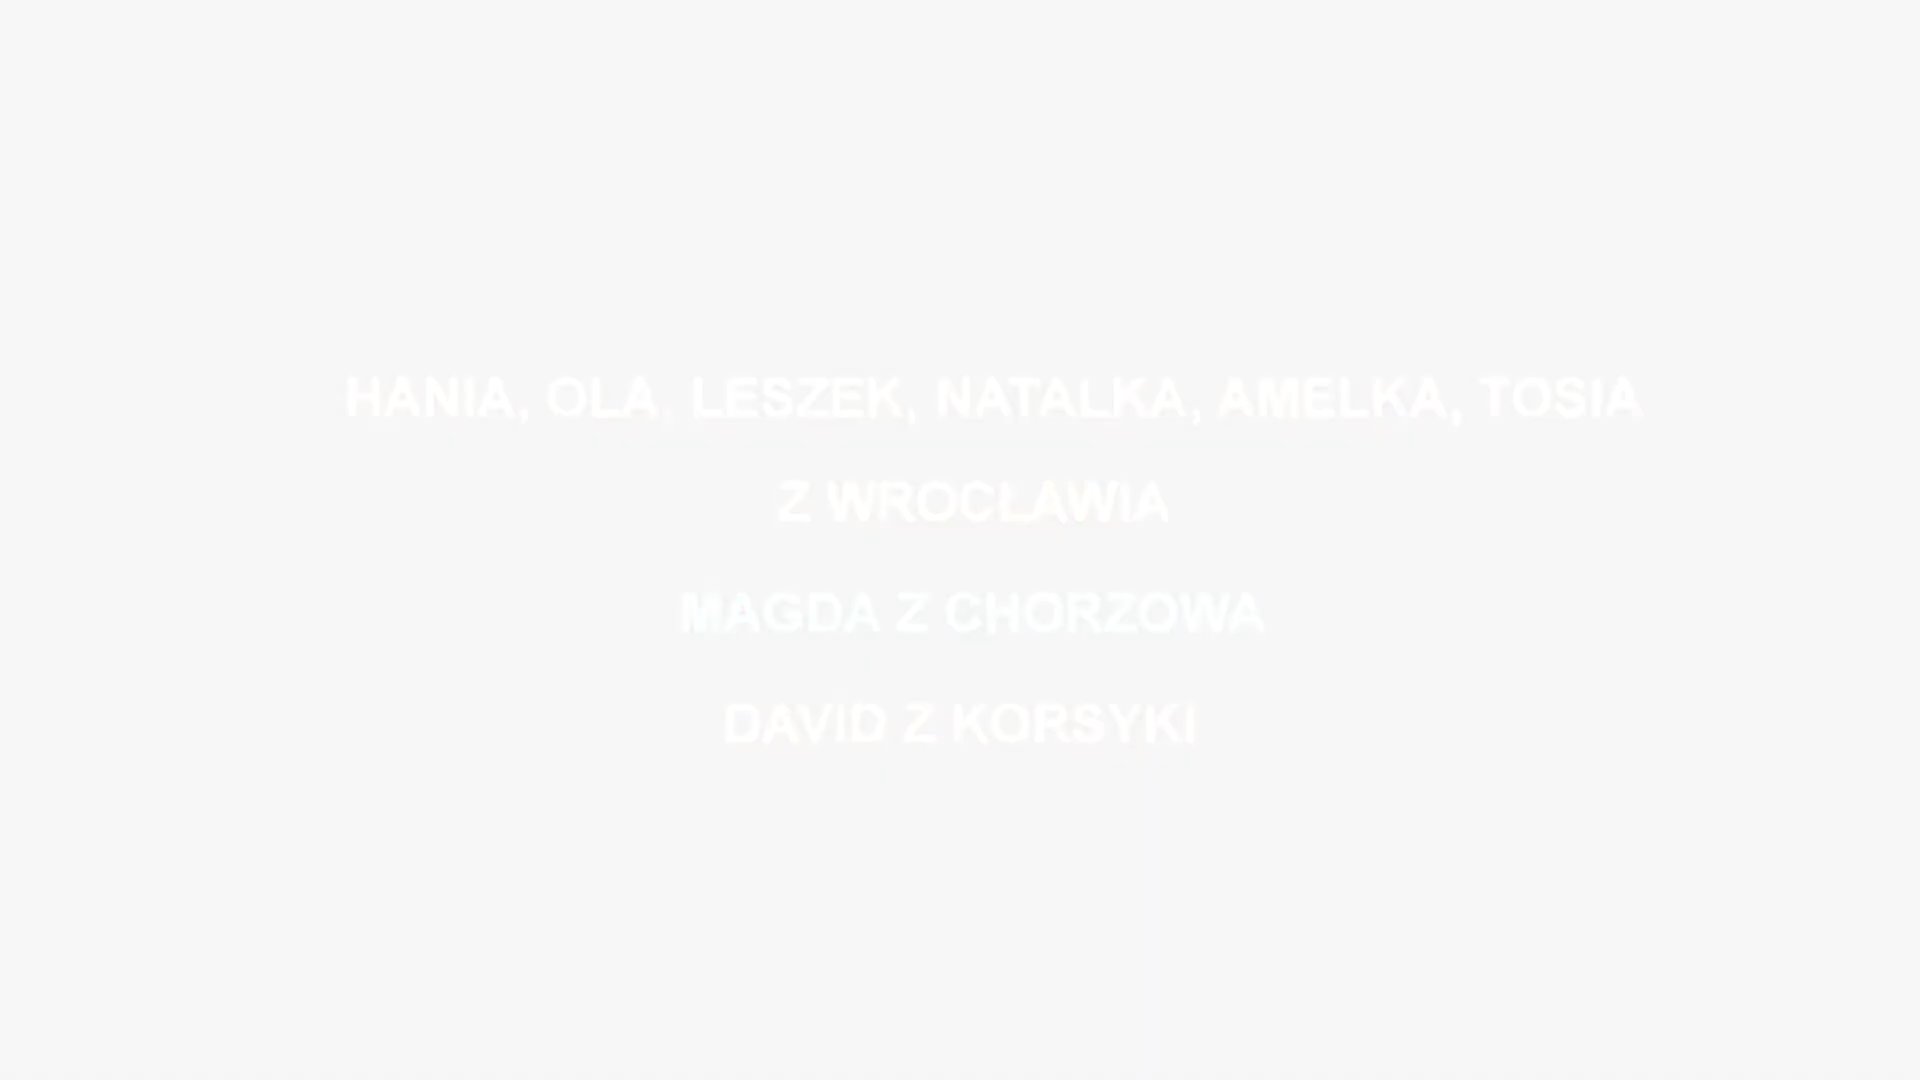 HANIA, OLA, LESZEK, NATALKA, AMELKA, TOSIA
Z WROCŁAWIA
MAGDA Z CHORZOWA
DAVID Z KORSYKI